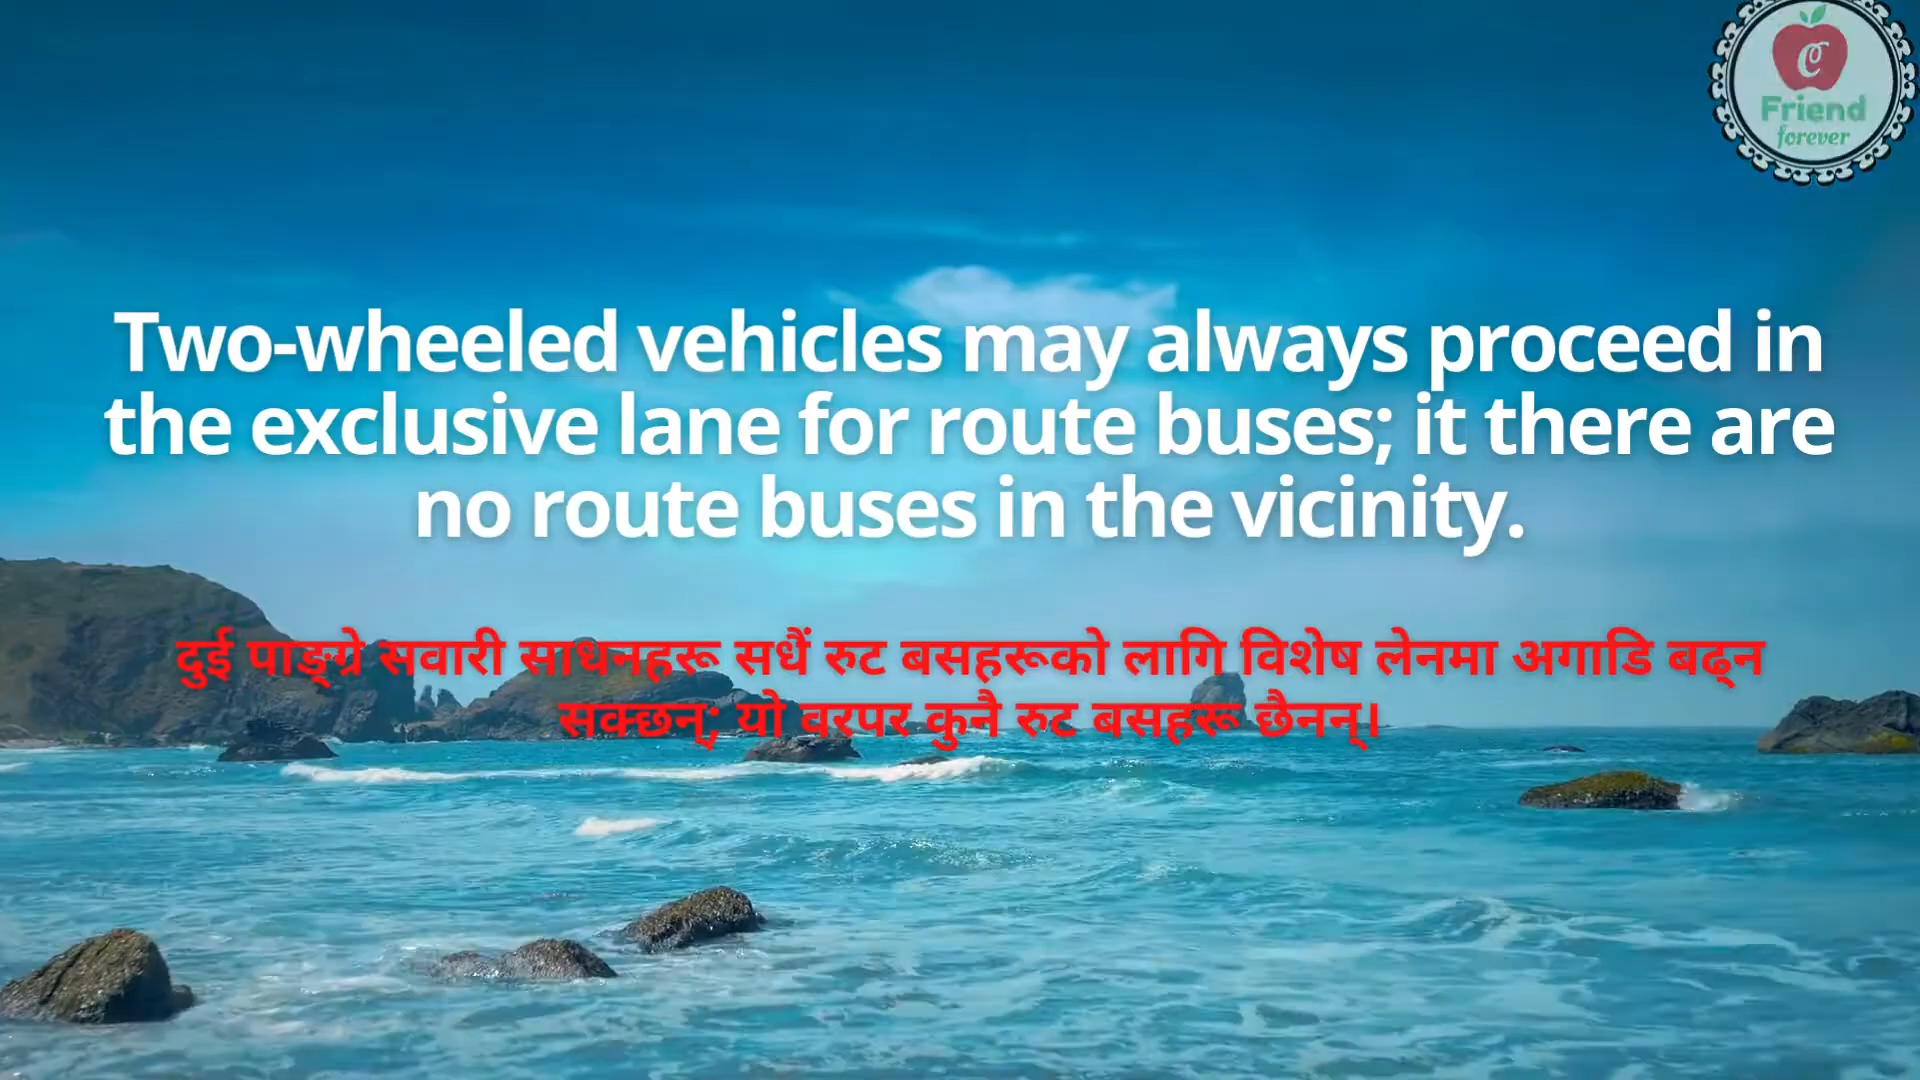 C
Friend
forever
Two-wheeled vehicles may always proceed in
the exclusive lane for route buses; it there are
no route buses in the vicinity.
दुई पाङ्ग्रे सवारी साधनहरू सधैं रुट बसहरूको लागि विशेष लेनमा अगाडि बढ्न
सक्छन्; यो वरपर कुनै रुट बसहरू छैनन्।